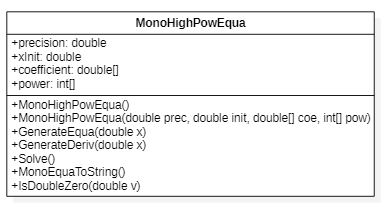 MonoHighPowEqua
+precision: double
+xInit: double
+coefficient: double[]
+power: int[]
+MonoHighPowEqua()
+MonoHighPowEqua(double prec, double init, double[] coe, int[] pow)
+GenerateEqua(double x)
+GenerateDeriv(double x)
+Solve()
+MonoEquaToString()
+IsDoubleZero(double v)